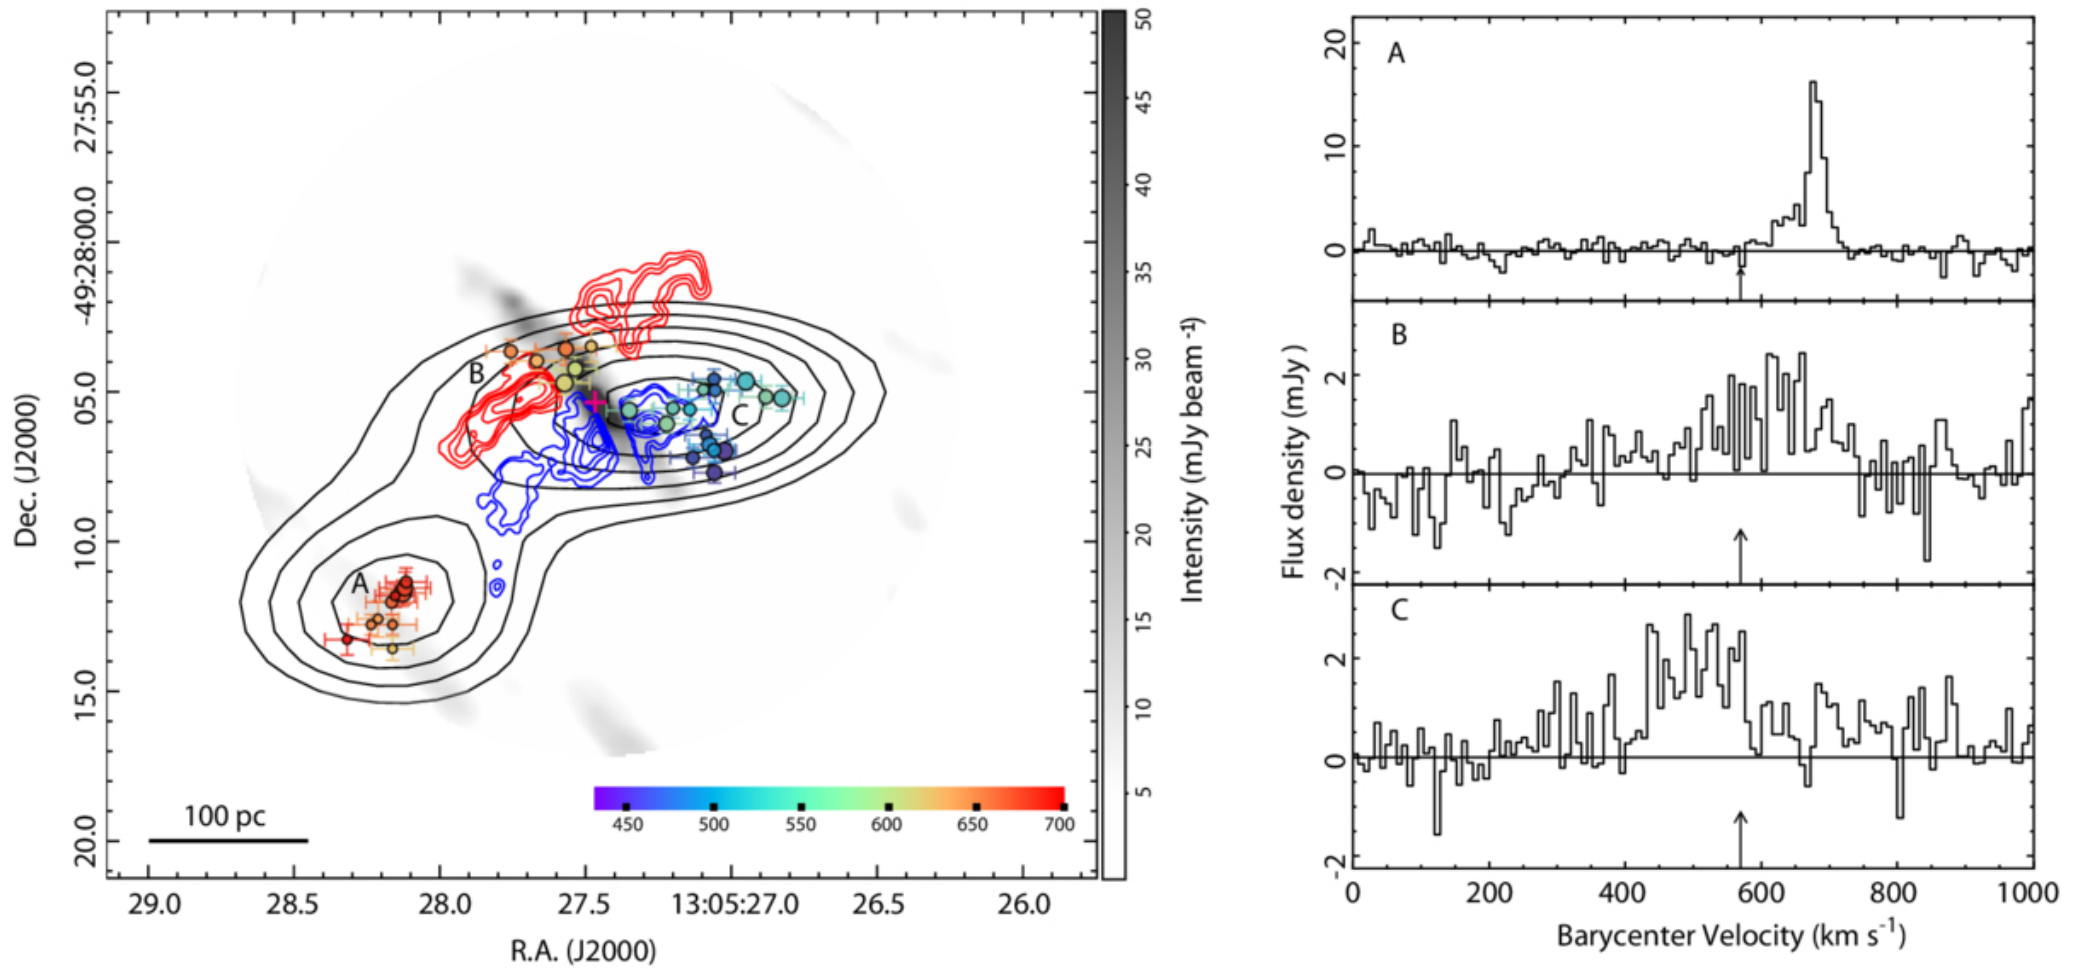 27:55.0
-49:28:00.0
05.0
10.0
15.0
20.0
Dec. (J2000)
A
B
C
100 pc
450 500 550 600 650 700
29.0 28.5 28.0 27.5 13:05:27.0 26.5 26.0
R.A. (J2000)
50
45
40
35
30
25
20
15
10
5
Intensity (mJy beam-1)
A
20
10
0
B
2
0
-2
C
2
0
-2
Flux density (mJy)
0 200 400 600 800 1000
Barycenter Velocity (km s-1)